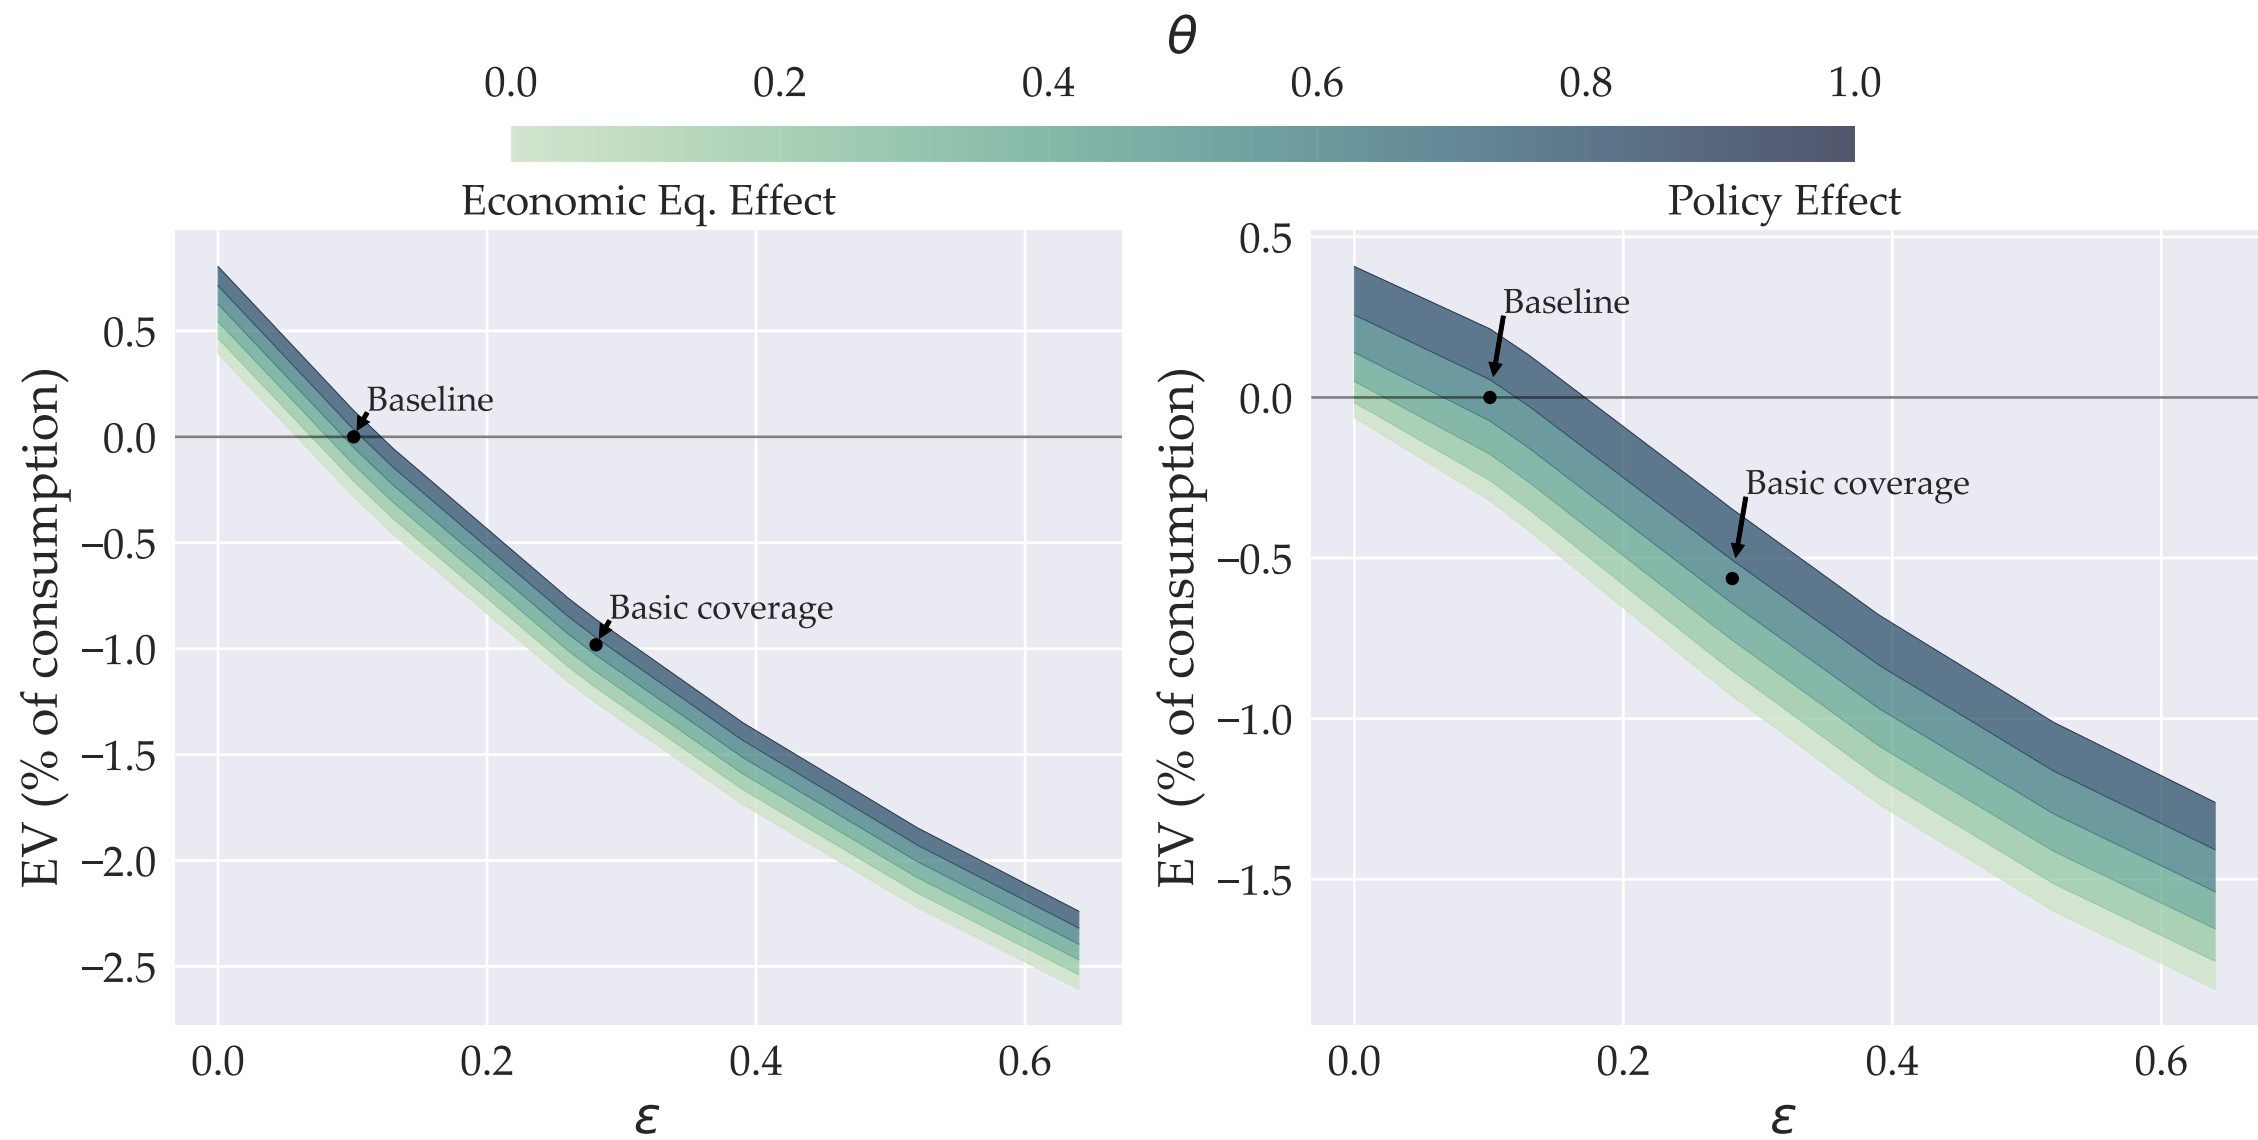 θ
0.0 0.2 0.4 0.6 0.8 1.0
Economic Eq. Effect
EV (% of consumption)
0.5
0.0
−0.5
−1.0
−1.5
−2.0
−2.5
Baseline
Basic coverage
0.0 0.2 0.4 0.6
ε
Policy Effect
EV (% of consumption)
0.5
0.0
−0.5
−1.0
−1.5
Baseline
Basic coverage
0.0 0.2 0.4 0.6
ε